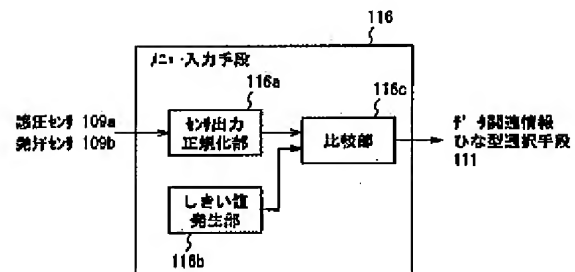 116
メニュー入力手段
116a
116c
感圧センサ 109a
発汗センサ 109b
センサ出力
正規化部
比較部
データ関連情報
ひな型選択手段
111
しきい値
発生部
116b